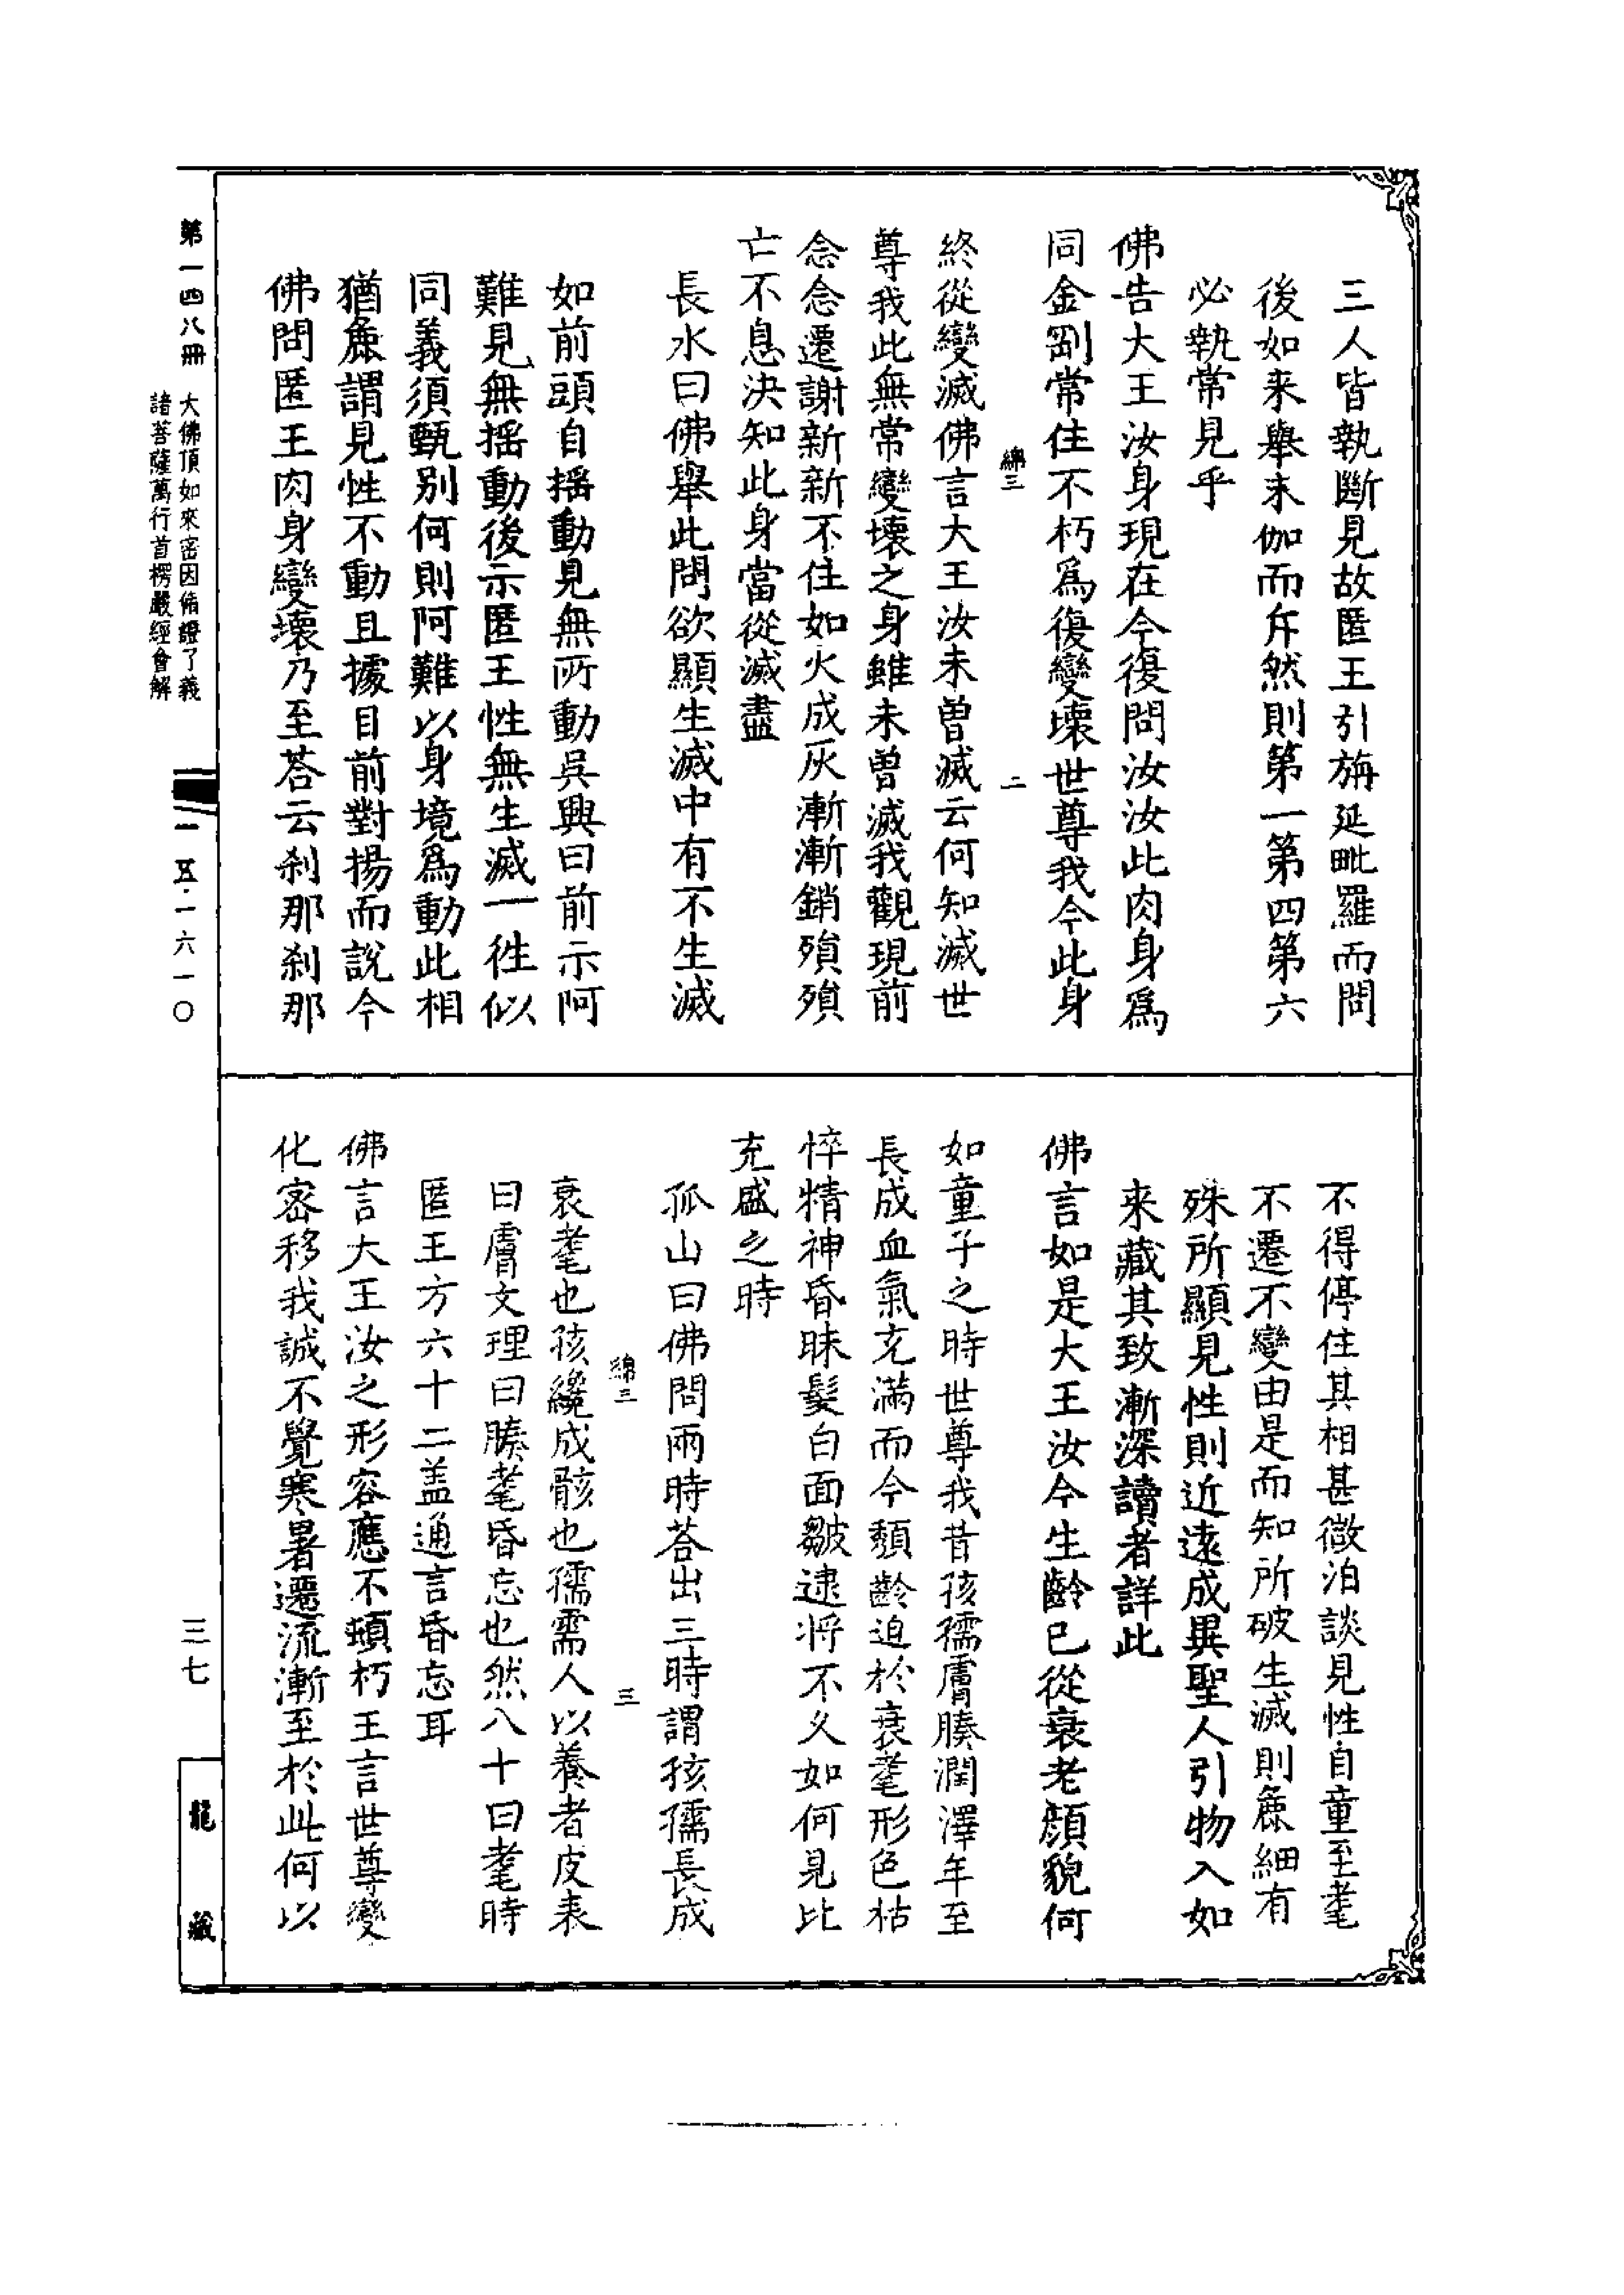 三人皆執斷見故匿王引旃延毗羅而問
後如来舉末伽而斥然則第一第四第六
必執常見乎
佛告大王汝身現在今復問汝汝此肉身爲
同金剛常住不朽爲復變壞世尊我今此身
綿三 二
終從變滅佛言大王汝未曾滅云何知滅世
尊我此無常變壞之身雖未曾滅我觀現前
念念遷謝新新不住如火成灰漸漸銷殞殞
亡不息決知此身當從滅盡
長水曰佛舉此問欲顯生滅中有不生滅
如前頭自揺動見無所動吳興曰前示阿
難見無揺動後示匿王性無生滅一徃似
同義須甄别何則阿難以身境爲動此相
猶麁謂見性不動且據目前對揚而說今
佛問匿王肉身變壞乃至荅云刹那刹那
不得停住其相甚微洎談見性自童至耄
不遷不變由是而知所破生滅則麁細有
殊所顯見性則近遠成異聖人引物入如
来藏其致漸深讀者詳此
佛言如是大王汝今生齡已從衰老顔貌何
如童子之時世尊我昔孩孺膚腠潤澤年至
長成血氣充滿而今頽齡迫於衰耄形色枯
悴精神昏昧髮白面皺逮将不久如何見比
充盛之時
孤山曰佛問兩時荅出三時謂孩孺長成
綿三 三
衰耄也孩纔成骸也孺需人以養者皮表
曰膚文理曰腠耄昏忘也然八十曰耄時
匿王方六十二盖通言昏忘耳
佛言大王汝之形容應不頓朽王言世尊變
化密移我誠不覺寒暑遷流漸至於此何以
第一四八冊
大佛頂如來密因脩證了義
諸菩薩萬行首楞嚴經會解
一一五·一六一〇
三七
龍藏